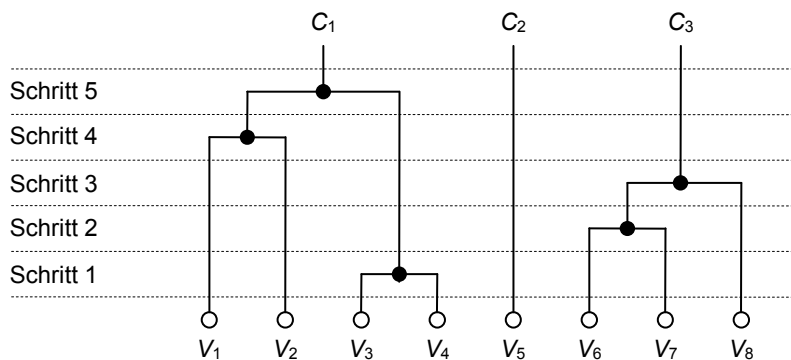 C1 C2 C3
Schritt 5
Schritt 4
Schritt 3
Schritt 2
Schritt 1
V1 V2 V3 V4 V5 V6 V7 V8